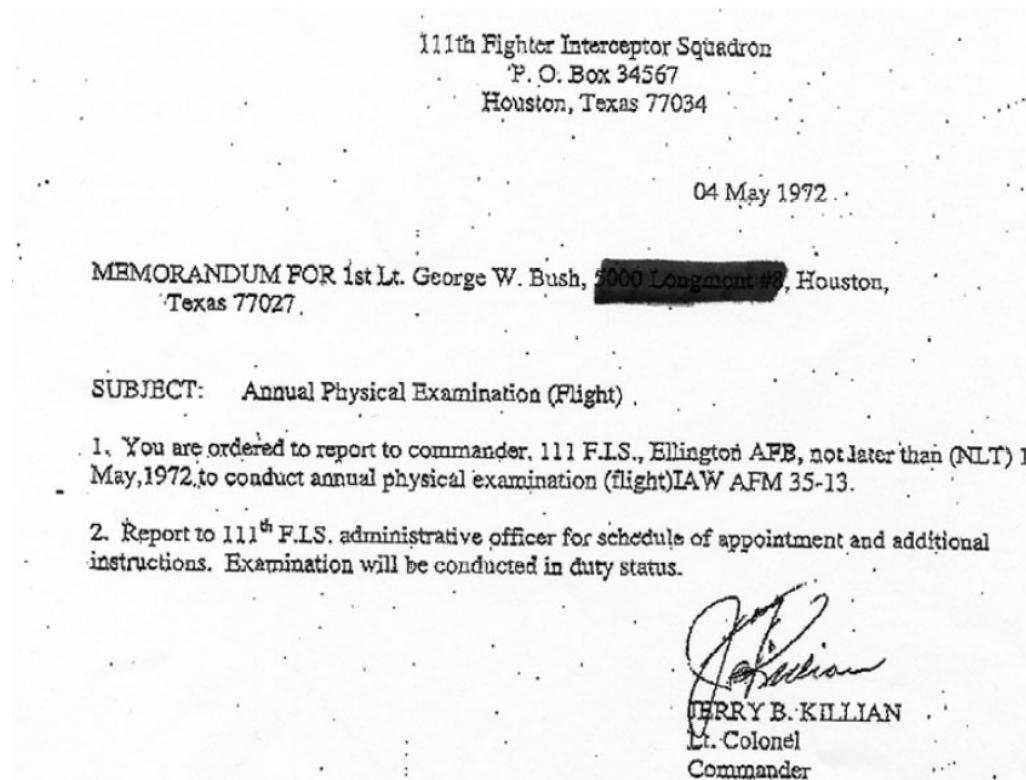 111th Fighter Interceptor Squadron
P. O. Box 34567
Houston, Texas 77034
04 May 1972
MEMORANDUM FOR 1st Lt. George W. Bush, 5000 Longmont #8, Houston,
Texas 77027.
SUBJECT: Annual Physical Examination (Flight)
1. You are ordered to report to commander, 111 F.I.S., Ellington AFB, not later than (NLT) 1
May,1972 to conduct annual physical examination (flight)IAW AFM 35-13.
2. Report to 111th F.I.S. administrative officer for schedule of appointment and additional
instructions. Examination will be conducted in duty status.
JERRY B. KILLIAN
Lt. Colonel
Commander